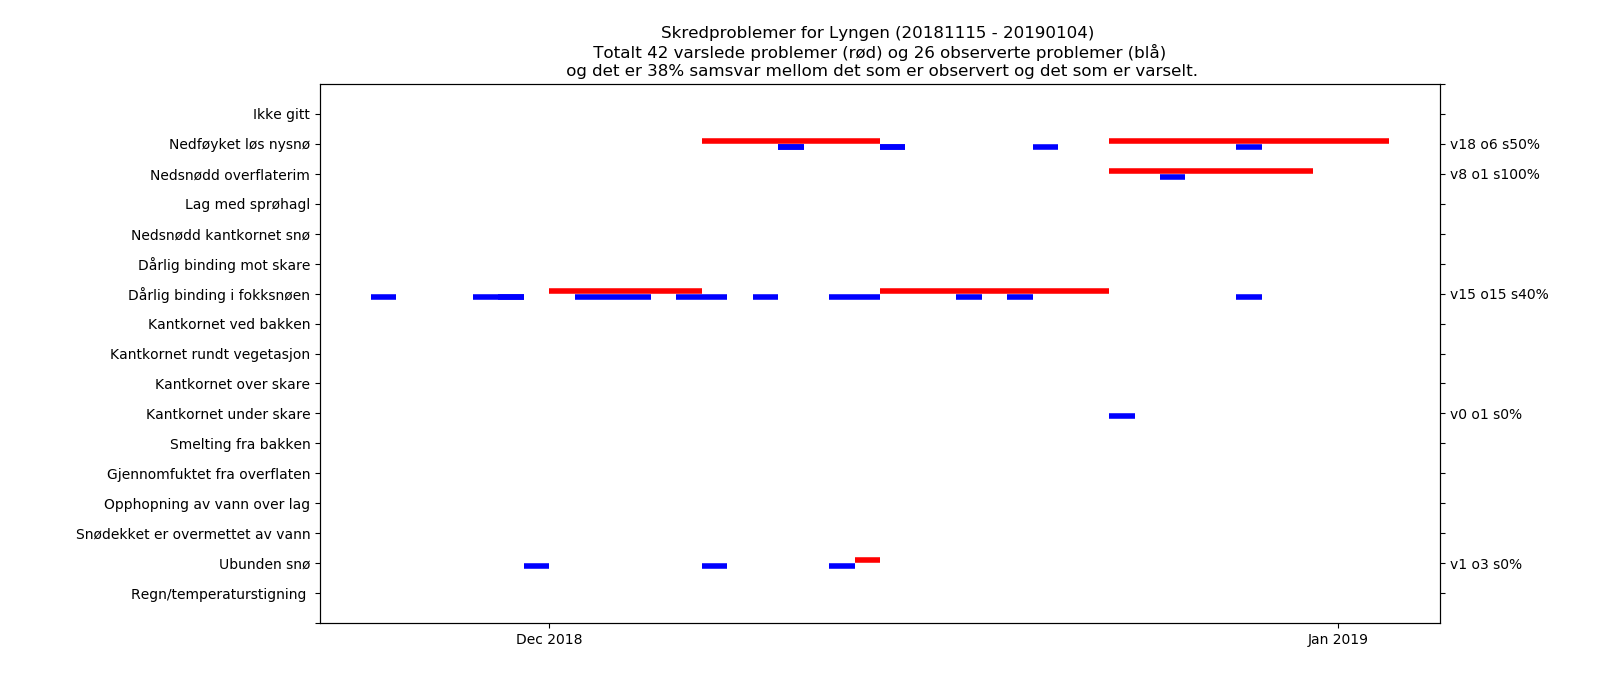 Skredproblemer for Lyngen (20181115 - 20190104)
Totalt 42 varslede problemer (rød) og 26 observerte problemer (blå)
og det er 38% samsvar mellom det som er observert og det som er varselt.
Ikke gitt
Nedføyket løs nysnø v18 o6 s50%
Nedsnødd overflaterim v8 o1 s100%
Lag med sprøhagl
Nedsnødd kantkornet snø
Dårlig binding mot skare
Dårlig binding i fokksnøen v15 o15 s40%
Kantkornet ved bakken
Kantkornet rundt vegetasjon
Kantkornet over skare
Kantkornet under skare v0 o1 s0%
Smelting fra bakken
Gjennomfuktet fra overflaten
Opphopning av vann over lag
Snødekket er overmettet av vann
Ubunden snø v1 o3 s0%
Regn/temperaturstigning
Dec 2018 Jan 2019